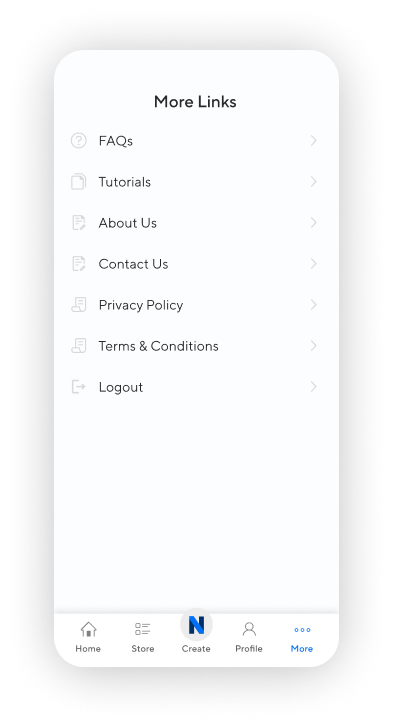 More Links
FAQs
Tutorials
About Us
Contact Us
Privacy Policy
Terms & Conditions
Logout
N
Home Store Create Profile More